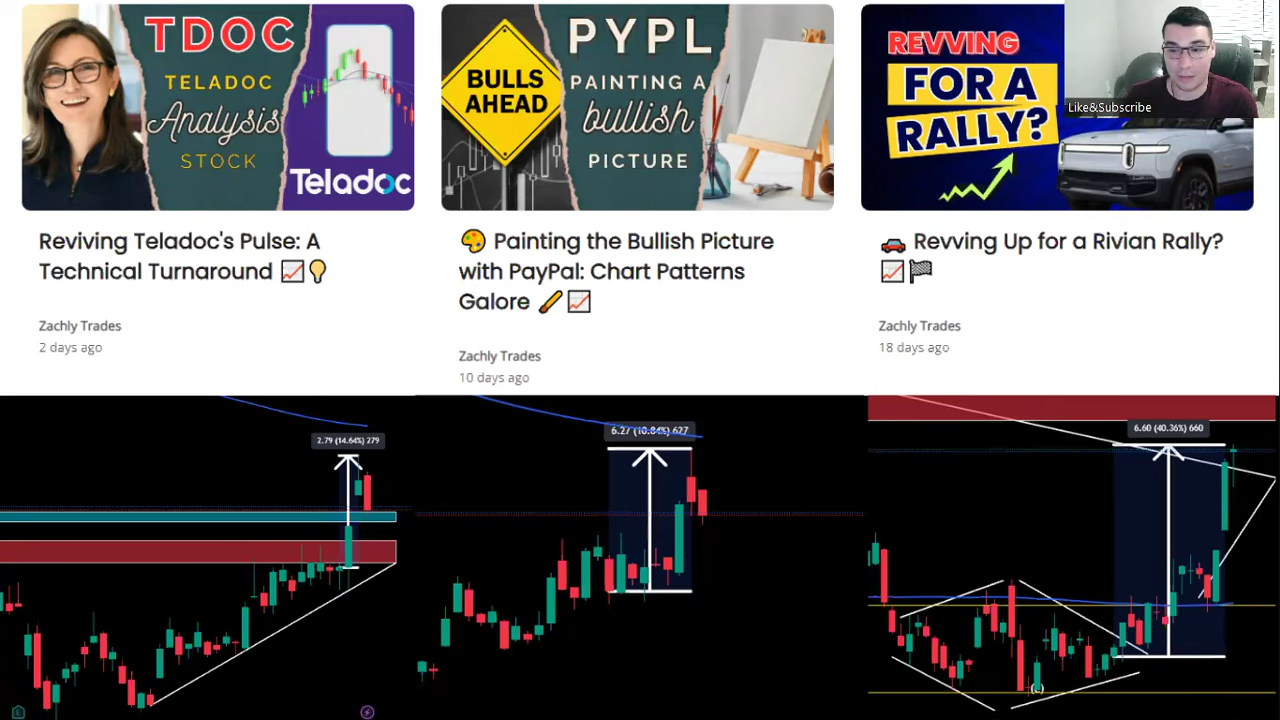 TDOC
TELADOC
Analysis
STOCK
Teladoc
BULLS
AHEAD
PYPL
PAINTING A
bullish
PICTURE
REVVING
FOR A
RALLY?
Like&Subscribe
Reviving Teladoc's Pulse: A
Technical Turnaround 📈💡
Zachly Trades
2 days ago
🎨 Painting the Bullish Picture
with PayPal: Chart Patterns
Galore 🖌️📈
Zachly Trades
10 days ago
🚗 Revving Up for a Rivian Rally?
📈🏁
Zachly Trades
18 days ago
2.79 (14.64%) 279
6.27 (10.84%) 627
6.60 (40.36%) 660
(c)
E